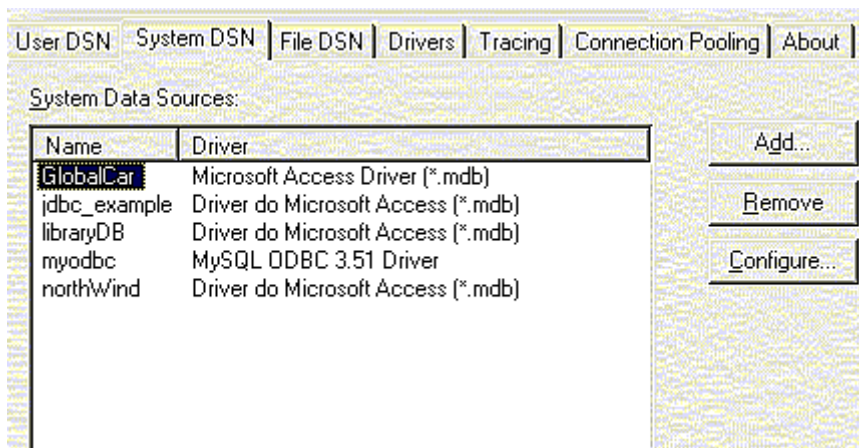 User DSN System DSN File DSN Drivers Tracing Connection Pooling About
System Data Sources:
Name Driver Add...
GlobalCar Microsoft Access Driver (*.mdb)
jdbc_example Driver do Microsoft Access (*.mdb) Remove
libraryDB Driver do Microsoft Access (*.mdb)
myodbc MySQL ODBC 3.51 Driver Configure...
northWind Driver do Microsoft Access (*.mdb)